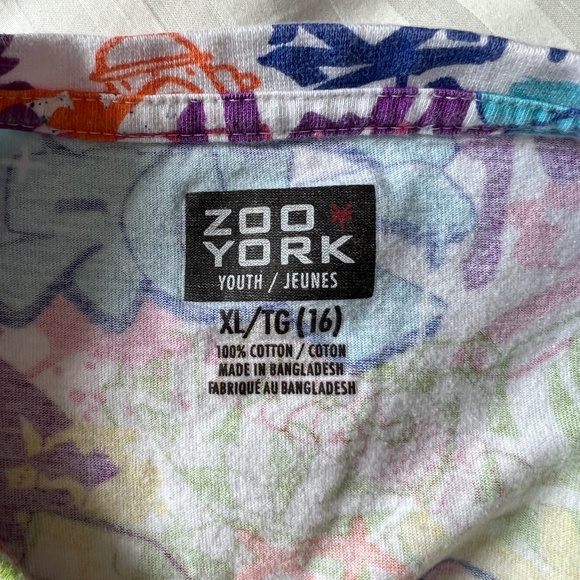 ZOO
YORK
YOUTH / JEUNES
XL/TG (16)
100% COTTON / COTON
MADE IN BANGLADESH
FABRIQUÉ AU BANGLADESH